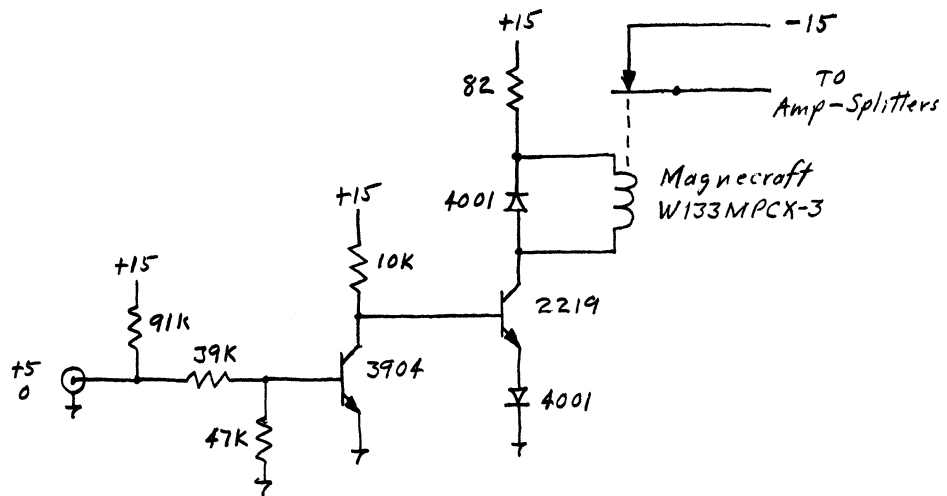 +15
-15
82
TO
Amp-Splitters
4001
Magnecraft
W133MPCX-3
+15
10K
+15
2219
91K
39K
+5
0
3904
4001
47K